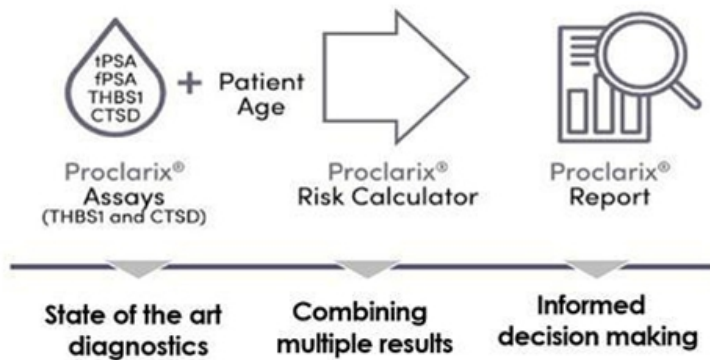 tPSA
fPSA
THBS1
CTSD
+ Patient
Age
Proclarix®
Assays
(THBS1 and CTSD)
Proclarix®
Risk Calculator
Proclarix®
Report
State of the art
diagnostics
Combining
multiple results
Informed
decision making